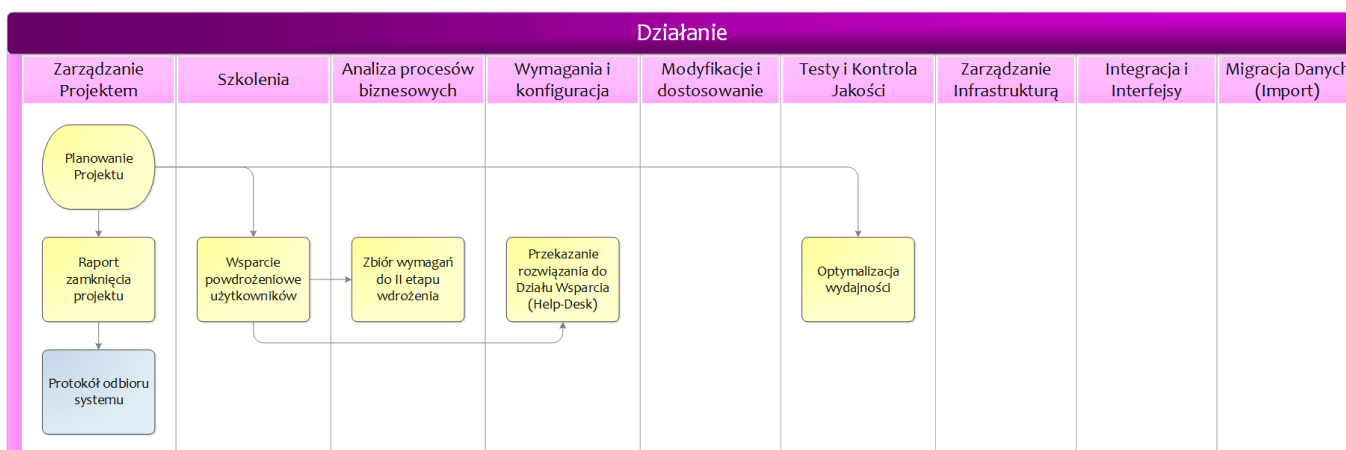 Działanie
Zarządzanie
Projektem
Szkolenia
Analiza procesów
biznesowych
Wymagania i
konfiguracja
Modyfikacje i
dostosowanie
Testy i Kontrola
Jakości
Zarządzanie
Infrastrukturą
Integracja i
Interfejsy
Migracja Danych
(Import)
Planowanie
Projektu
Raport
zamknięcia
projektu
Wsparcie
powdrożeniowe
użytkowników
Zbiór wymagań
do II etapu
wdrożenia
Przekazanie
rozwiązania do
Działu Wsparcia
(Help-Desk)
Optymalizacja
wydajności
Protokół odbioru
systemu